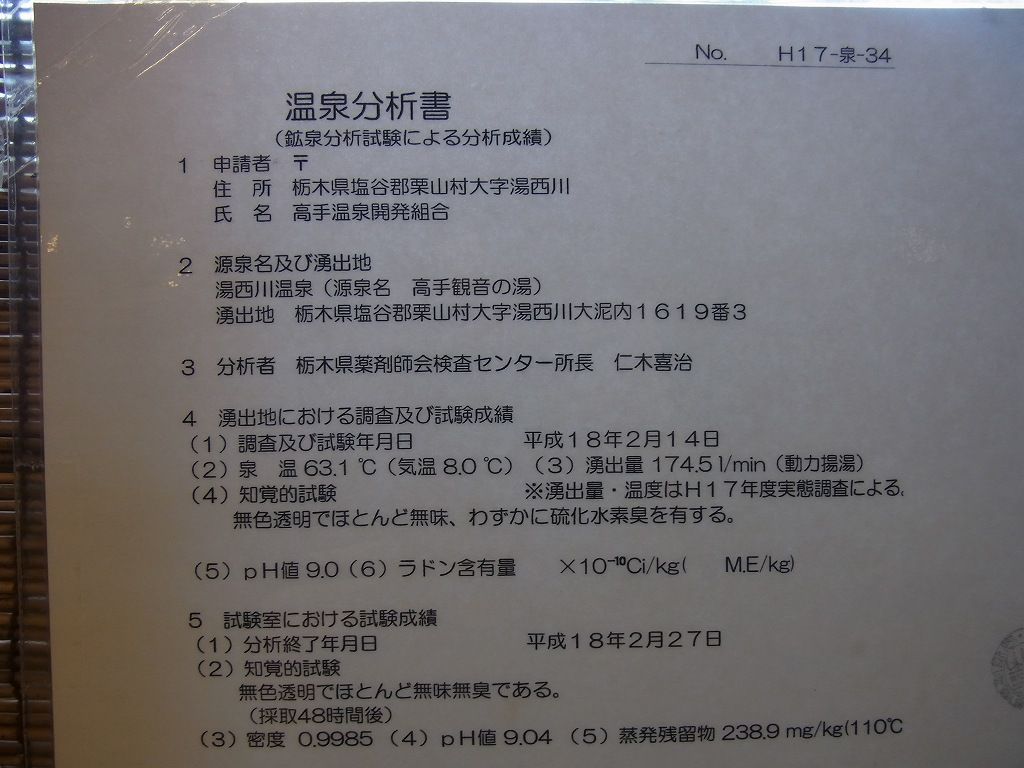 No. H17-泉-34
温泉分析書
(鉱泉分析試験による分析成績)
1 申請者 〒
住 所 栃木県塩谷郡栗山村大字湯西川
氏 名 高手温泉開発組合
2 源泉名及び湧出地
湯西川温泉(源泉名 高手観音の湯)
湧出地 栃木県塩谷郡栗山村大字湯西川大泥内1619番3
3 分析者 栃木県薬剤師会検査センター所長 仁木喜治
4 湧出地における調査及び試験成績
(1)調査及び試験年月日 平成18年2月14日
(2)泉 温 63.1 ℃(気温 8.0 ℃) (3)湧出量 174.5 l/min(動力揚湯)
(4)知覚的試験 ※湧出量・温度はH17年度実態調査による。
無色透明でほとんど無味、わずかに硫化水素臭を有する。
(5)pH値 9.0(6)ラドン含有量 ×10⁻¹⁰Ci/kg( M.E/kg)
5 試験室における試験成績
(1)分析終了年月日 平成18年2月27日
(2)知覚的試験
無色透明でほとんど無味無臭である。
(採取48時間後)
(3)密度 0.9985 (4)pH値 9.04 (5)蒸発残留物 238.9 mg/kg(110℃